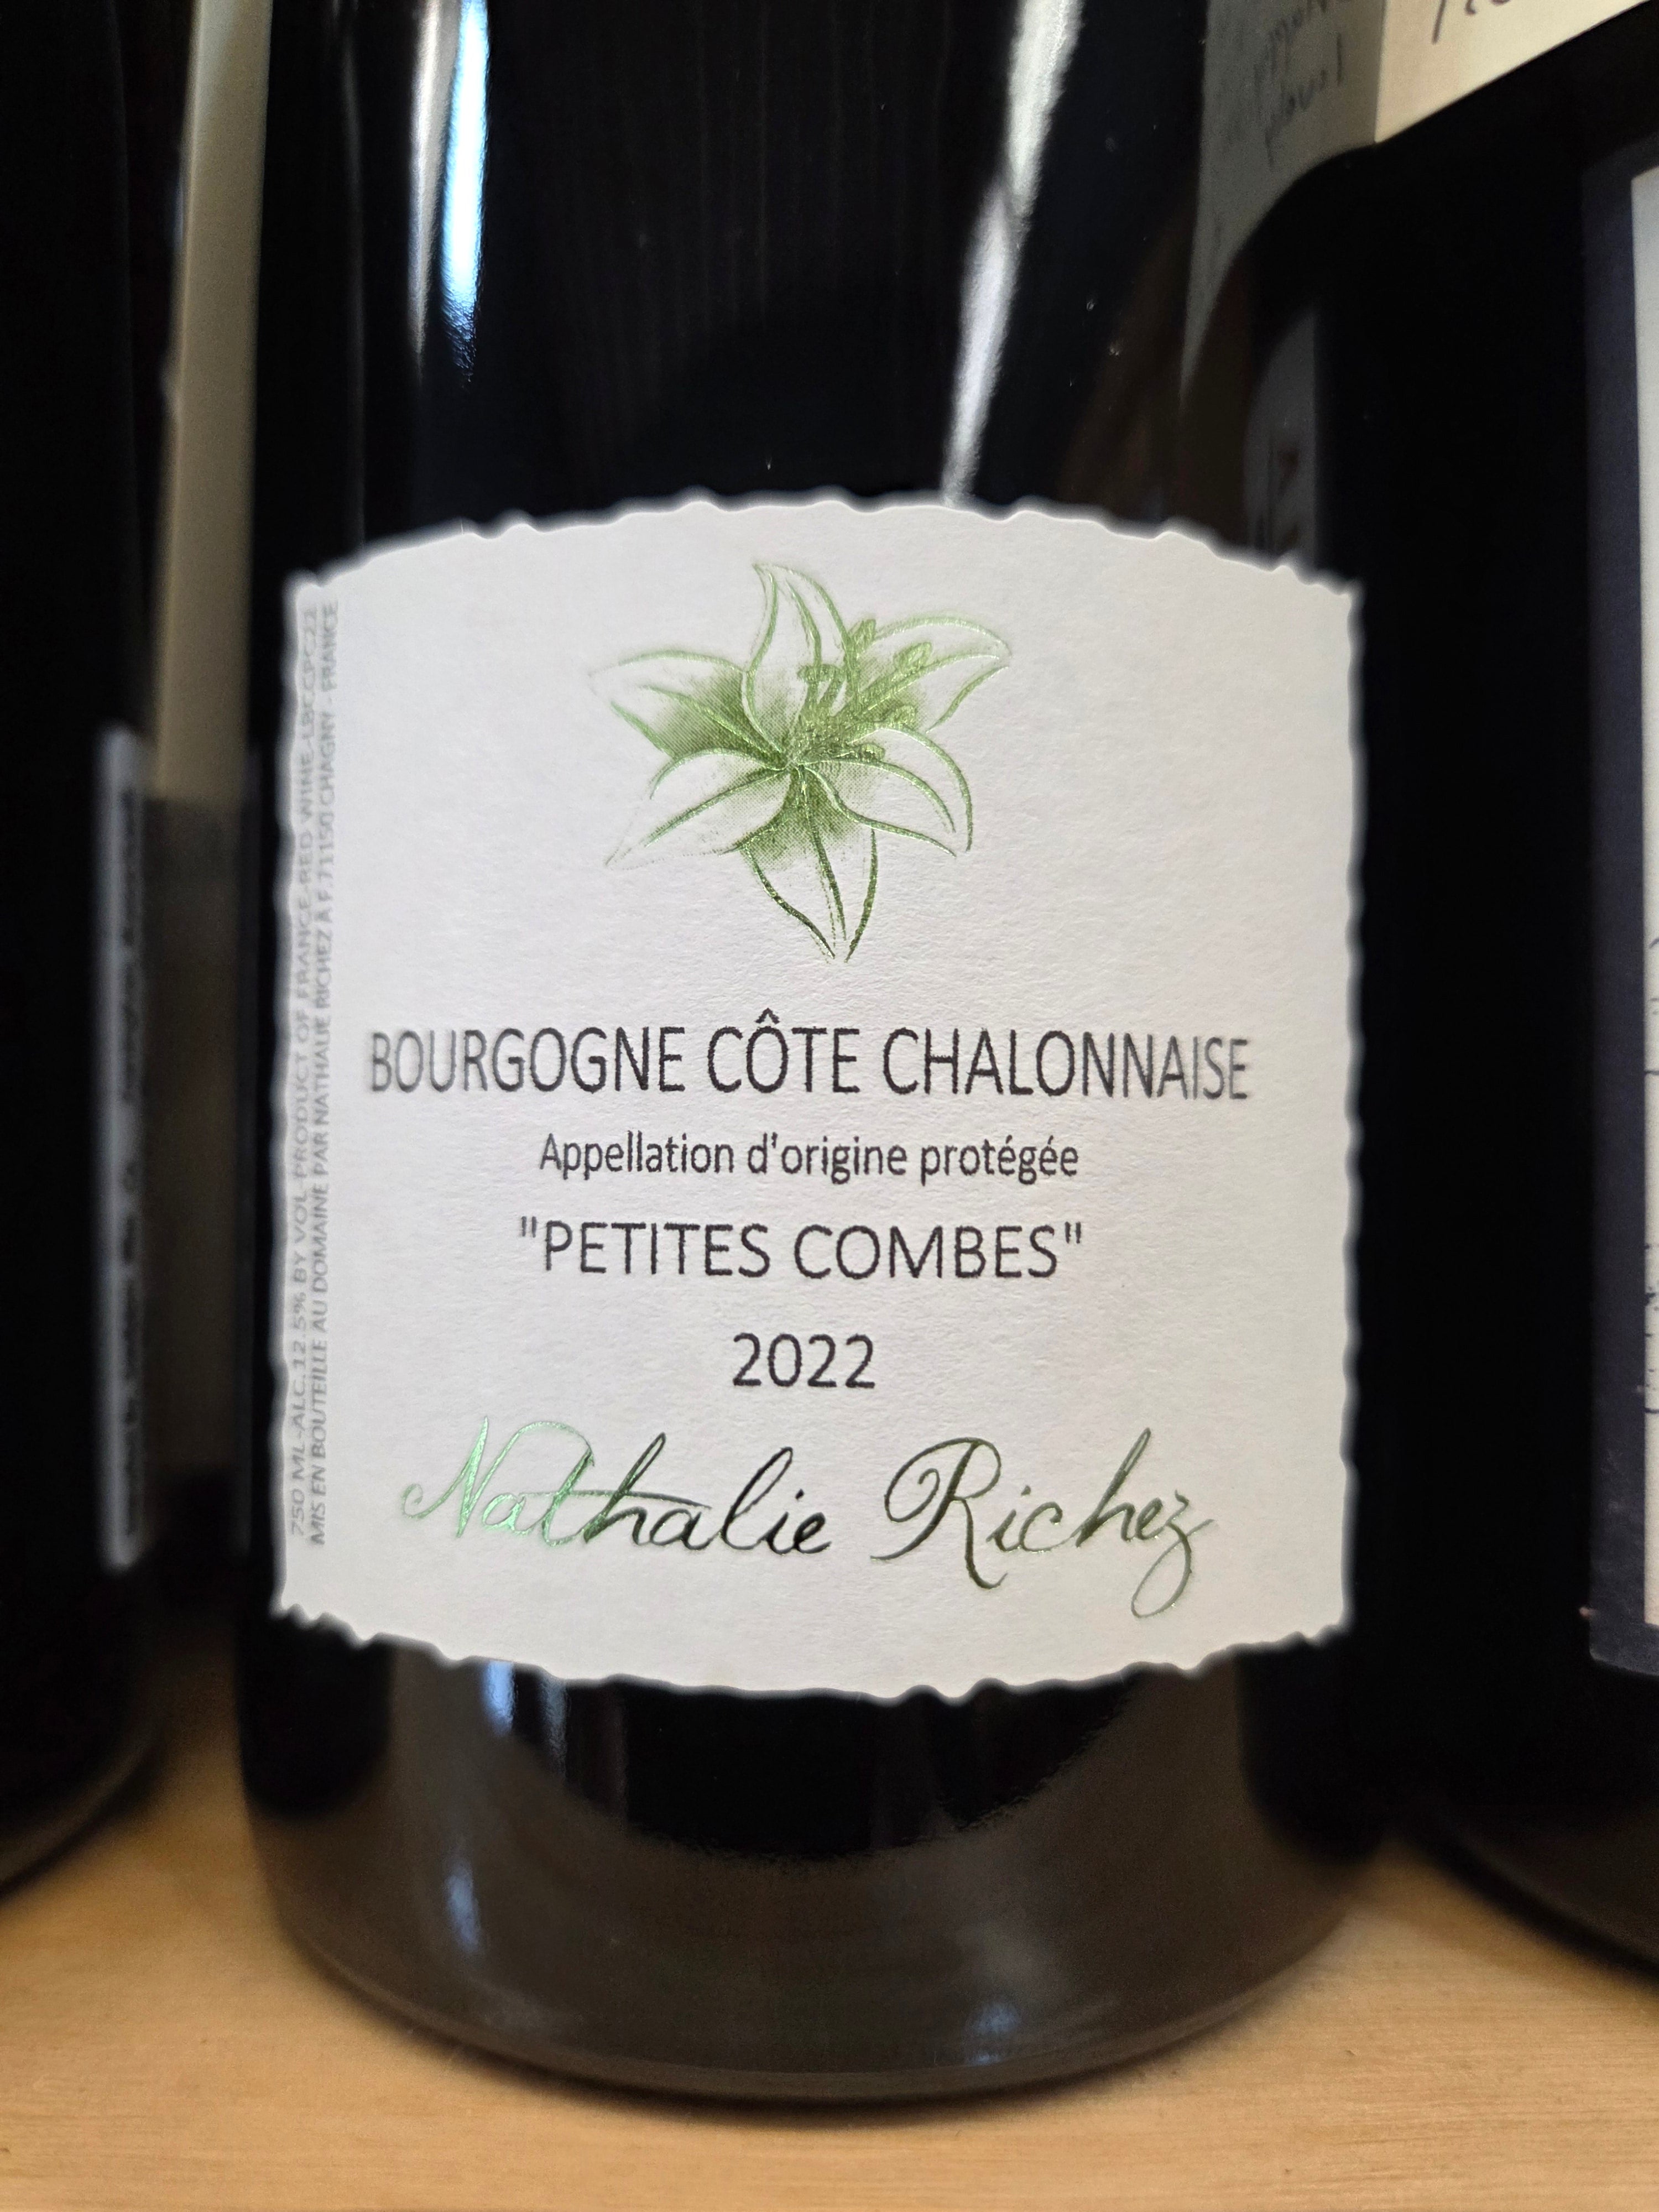 BOURGOGNE CÔTE CHALONNAISE
Appellation d'origine protégée
"PETITES COMBES"
2022
Nathalie Richez
750 ML-ALC.12.5% BY VOL-PRODUCT OF FRANCE-RED WINE-LBCCPC22
MIS EN BOUTEILLE AU DOMAINE PAR NATHALIE RICHEZ À F.71150 CHAGNY - FRANCE